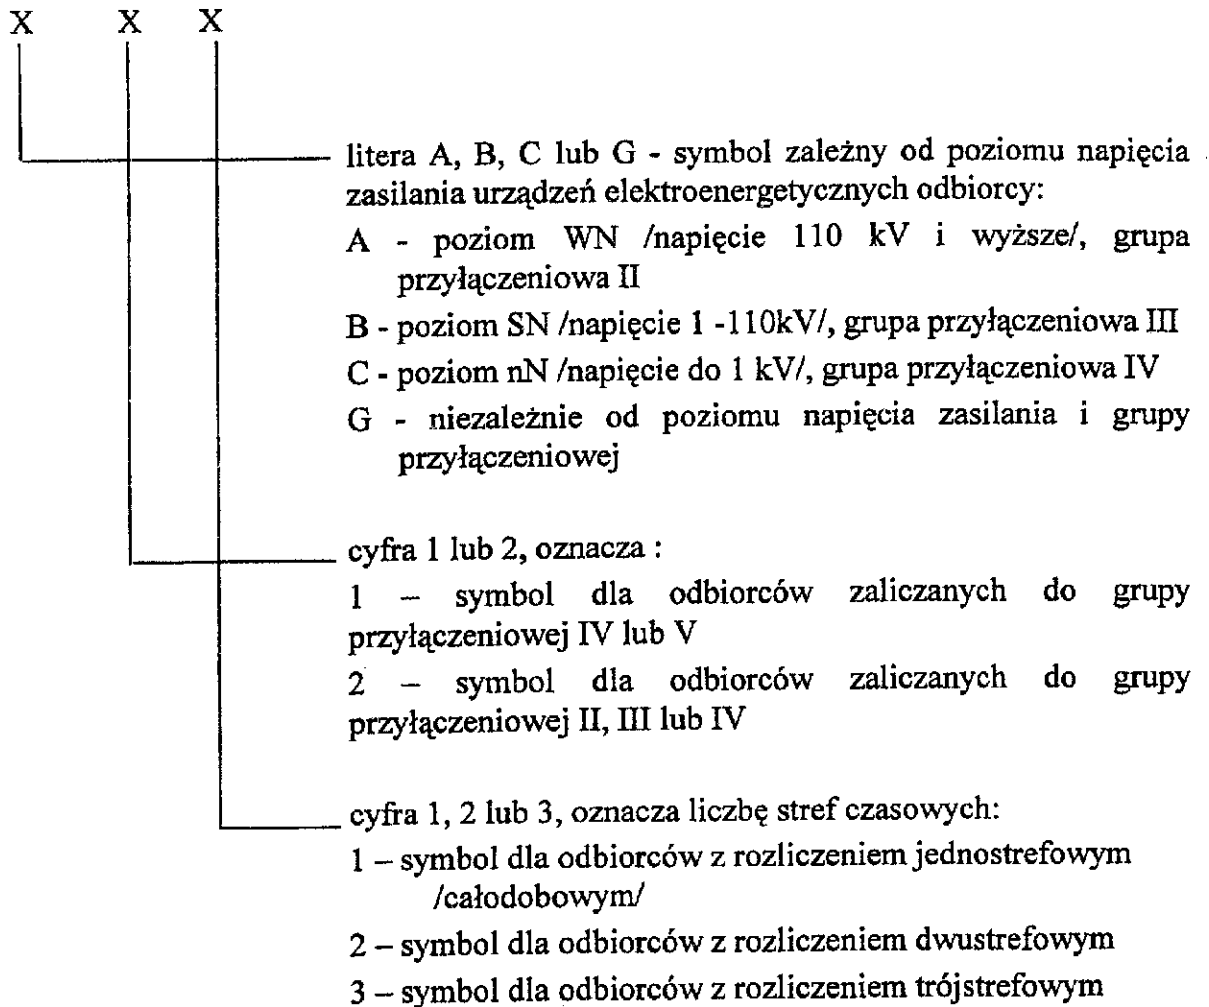 X X X
litera A, B, C lub G - symbol zależny od poziomu napięcia
zasilania urządzeń elektroenergetycznych odbiorcy:
A - poziom WN /napięcie 110 kV i wyższe/, grupa
przyłączeniowa II
B - poziom SN /napięcie 1 -110kV/, grupa przyłączeniowa III
C - poziom nN /napięcie do 1 kV/, grupa przyłączeniowa IV
G - niezależnie od poziomu napięcia zasilania i grupy
przyłączeniowej
cyfra 1 lub 2, oznacza :
1 – symbol dla odbiorców zaliczanych do grupy
przyłączeniowej IV lub V
2 – symbol dla odbiorców zaliczanych do grupy
przyłączeniowej II, III lub IV
cyfra 1, 2 lub 3, oznacza liczbę stref czasowych:
1 – symbol dla odbiorców z rozliczeniem jednostrefowym
/całodobowym/
2 – symbol dla odbiorców z rozliczeniem dwustrefowym
3 – symbol dla odbiorców z rozliczeniem trójstrefowym